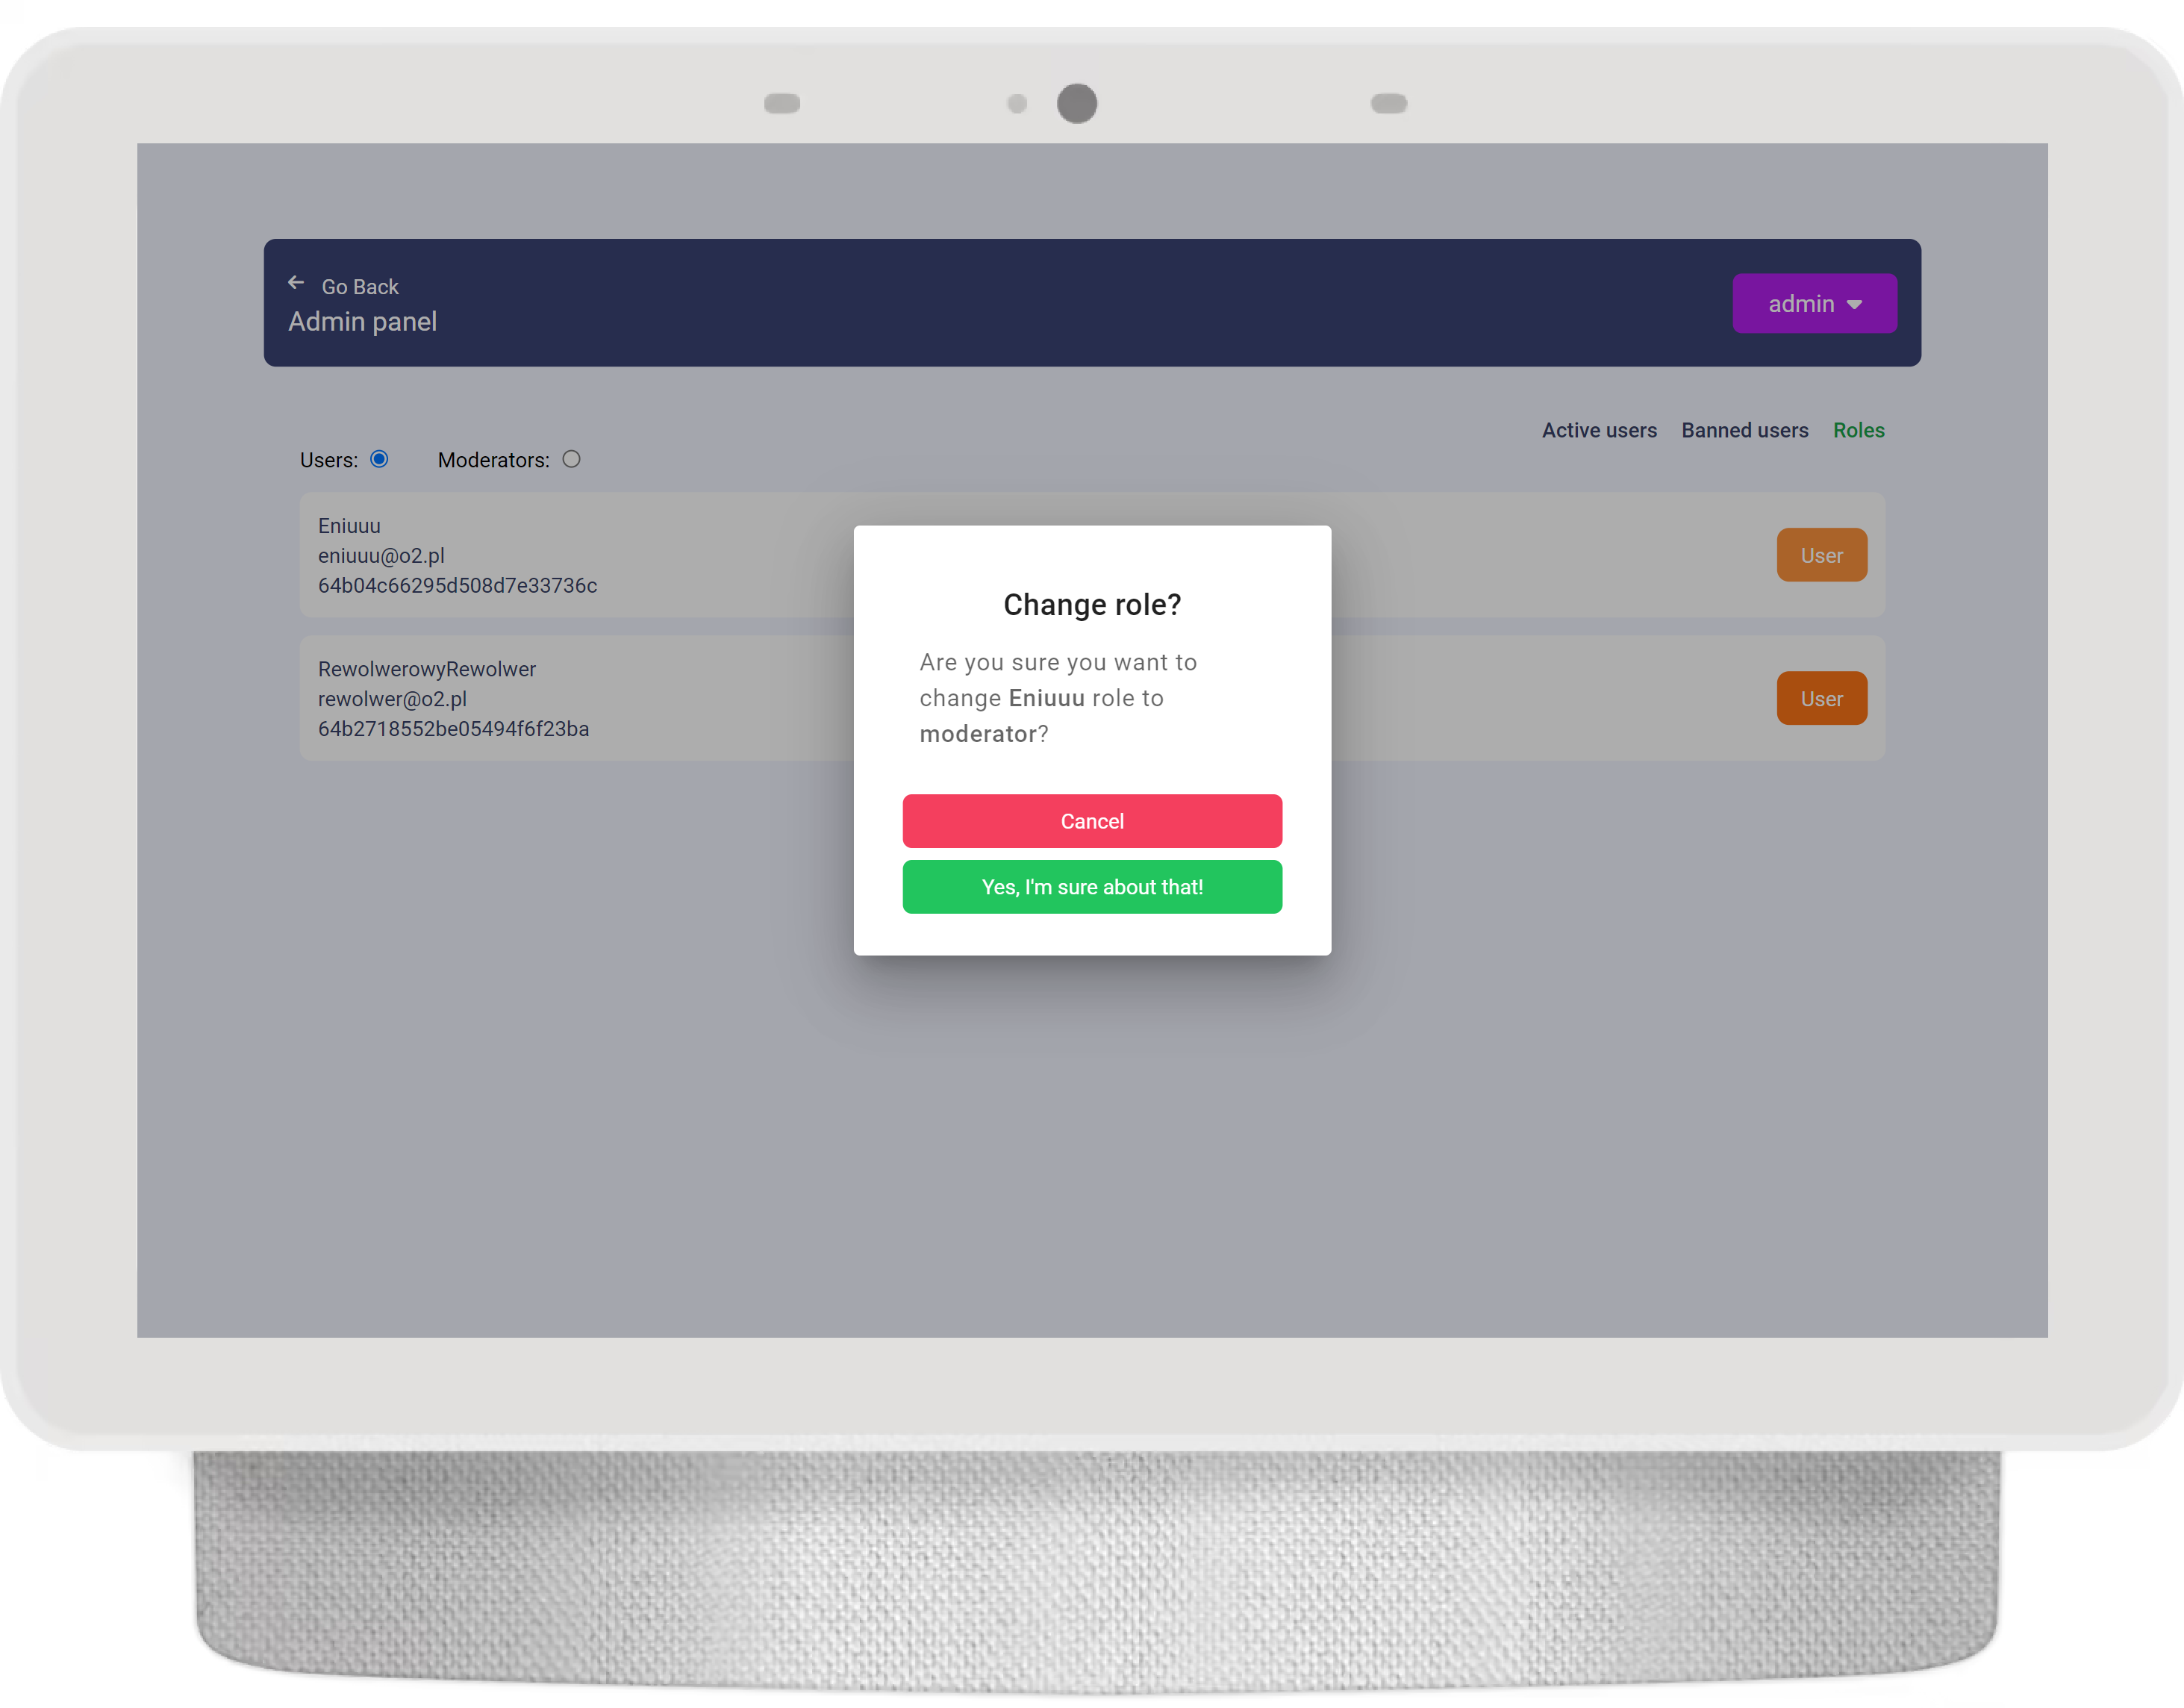 Go Back
Admin panel
admin
Active users Banned users Roles
Users: Moderators:
Eniuuu
eniuuu@o2.pl
64b04c66295d508d7e33736c
User
RewolwerowyRewolwer
rewolwer@o2.pl
64b2718552be05494f6f23ba
User
Change role?
Are you sure you want to
change Eniuuu role to
moderator?
Cancel
Yes, I'm sure about that!